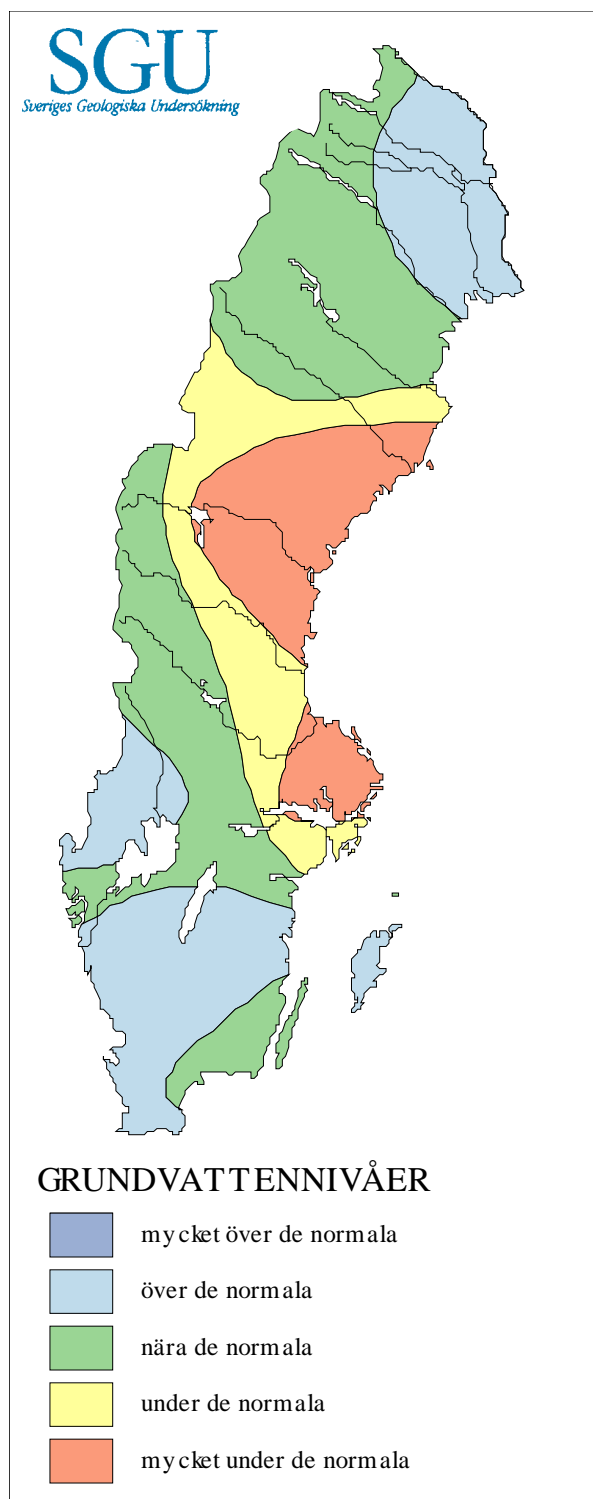 SGU
Sveriges Geologiska Undersökning
GRUNDVATTENNIVÅER
mycket över de normala
över de normala
nära de normala
under de normala
mycket under de normala